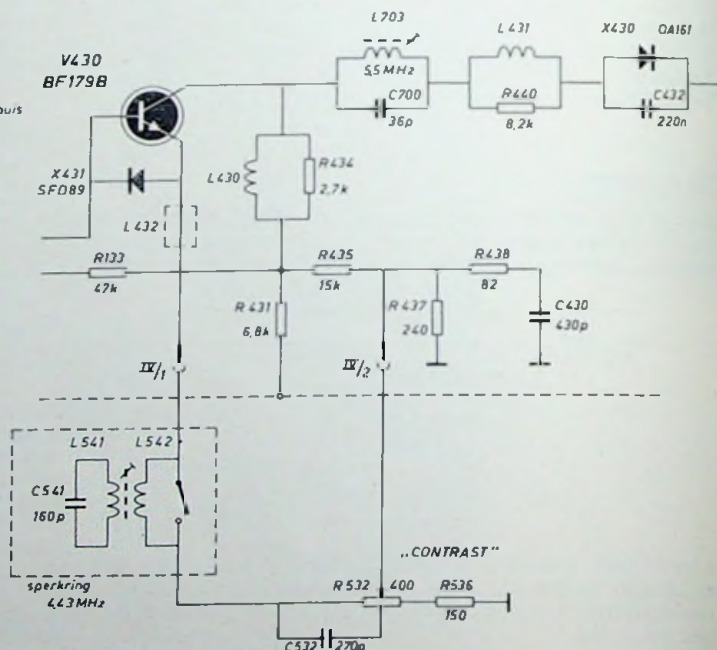 L703
L431
X430 OA161
V430
BF179B
5,5 MHz
C700
36p
R440
8,2k
C432
220n
X431
SFD89
L430
R434
2,7k
L432
R133
47k
R435
15k
R438
82
R431
6,8k
R437
240
C430
430p
IV/1
IV/2
L541
L542
C541
160p
„CONTRAST"
sperkring
4,43MHz
R532
400
R536
150
C532
270p